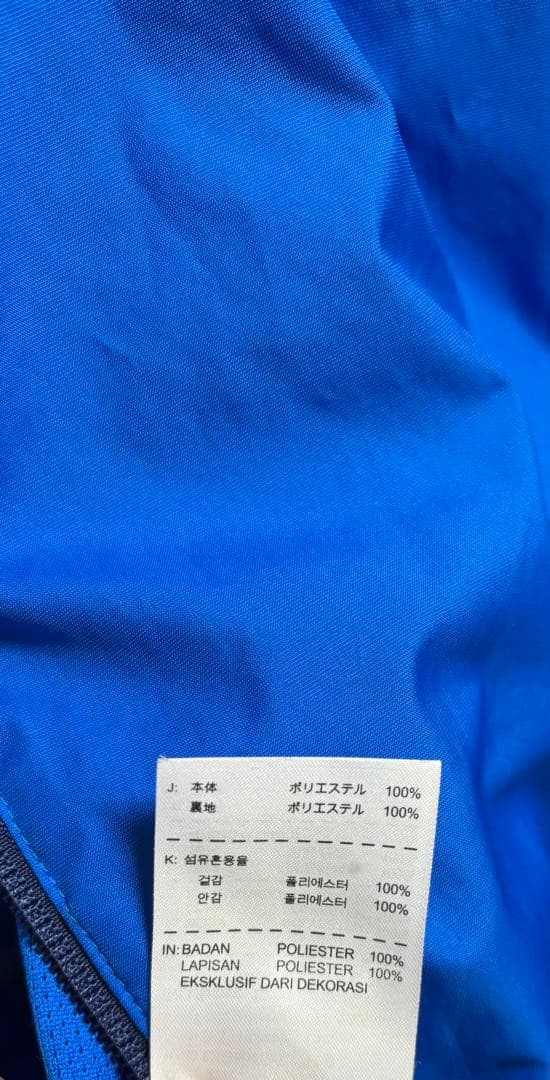 J: 本体 ポリエステル 100%
裏地 ポリエステル 100%
K: 섬유혼용율
겉감 폴리에스터 100%
안감 폴리에스터 100%
IN: BADAN POLIESTER 100%
LAPISAN POLIESTER 100%
EKSKLUSIF DARI DEKORASI